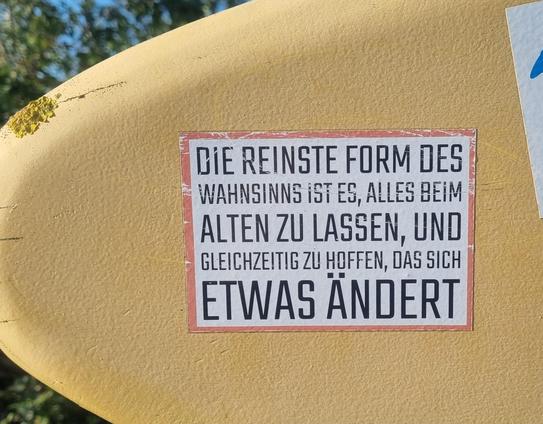 DIE REINSTE FORM DES
WAHNSINNS IST ES, ALLES BEIM
ALTEN ZU LASSEN, UND
GLEICHZEITIG ZU HOFFEN, DAS SICH
ETWAS ÄNDERT